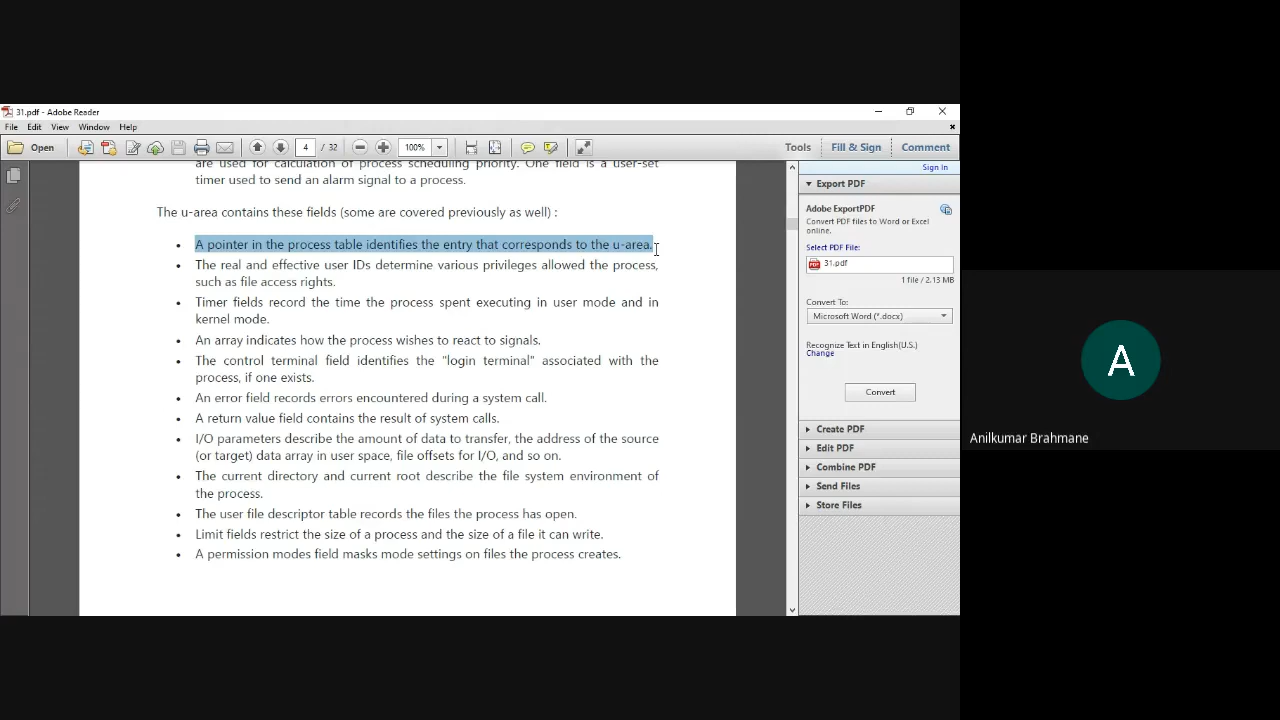 31.pdf - Adobe Reader
File Edit View Window Help
Open 4 / 32 100% Tools Fill & Sign Comment
are used for calculation of process scheduling priority. One field is a user-set
timer used to send an alarm signal to a process.
The u-area contains these fields (some are covered previously as well) :
• A pointer in the process table identifies the entry that corresponds to the u-area.
• The real and effective user IDs determine various privileges allowed the process,
such as file access rights.
• Timer fields record the time the process spent executing in user mode and in
kernel mode.
• An array indicates how the process wishes to react to signals.
• The control terminal field identifies the "login terminal" associated with the
process, if one exists.
• An error field records errors encountered during a system call.
• A return value field contains the result of system calls.
• I/O parameters describe the amount of data to transfer, the address of the source
(or target) data array in user space, file offsets for I/O, and so on.
• The current directory and current root describe the file system environment of
the process.
• The user file descriptor table records the files the process has open.
• Limit fields restrict the size of a process and the size of a file it can write.
• A permission modes field masks mode settings on files the process creates.
Sign In
Export PDF
Adobe ExportPDF
Convert PDF files to Word or Excel
online.
Select PDF File:
31.pdf
1 file / 2.13 MB
Convert To:
Microsoft Word (*.docx)
Recognize Text in English(U.S.)
Change
Convert
Create PDF
Edit PDF
Combine PDF
Send Files
Store Files
A
Anilkumar Brahmane